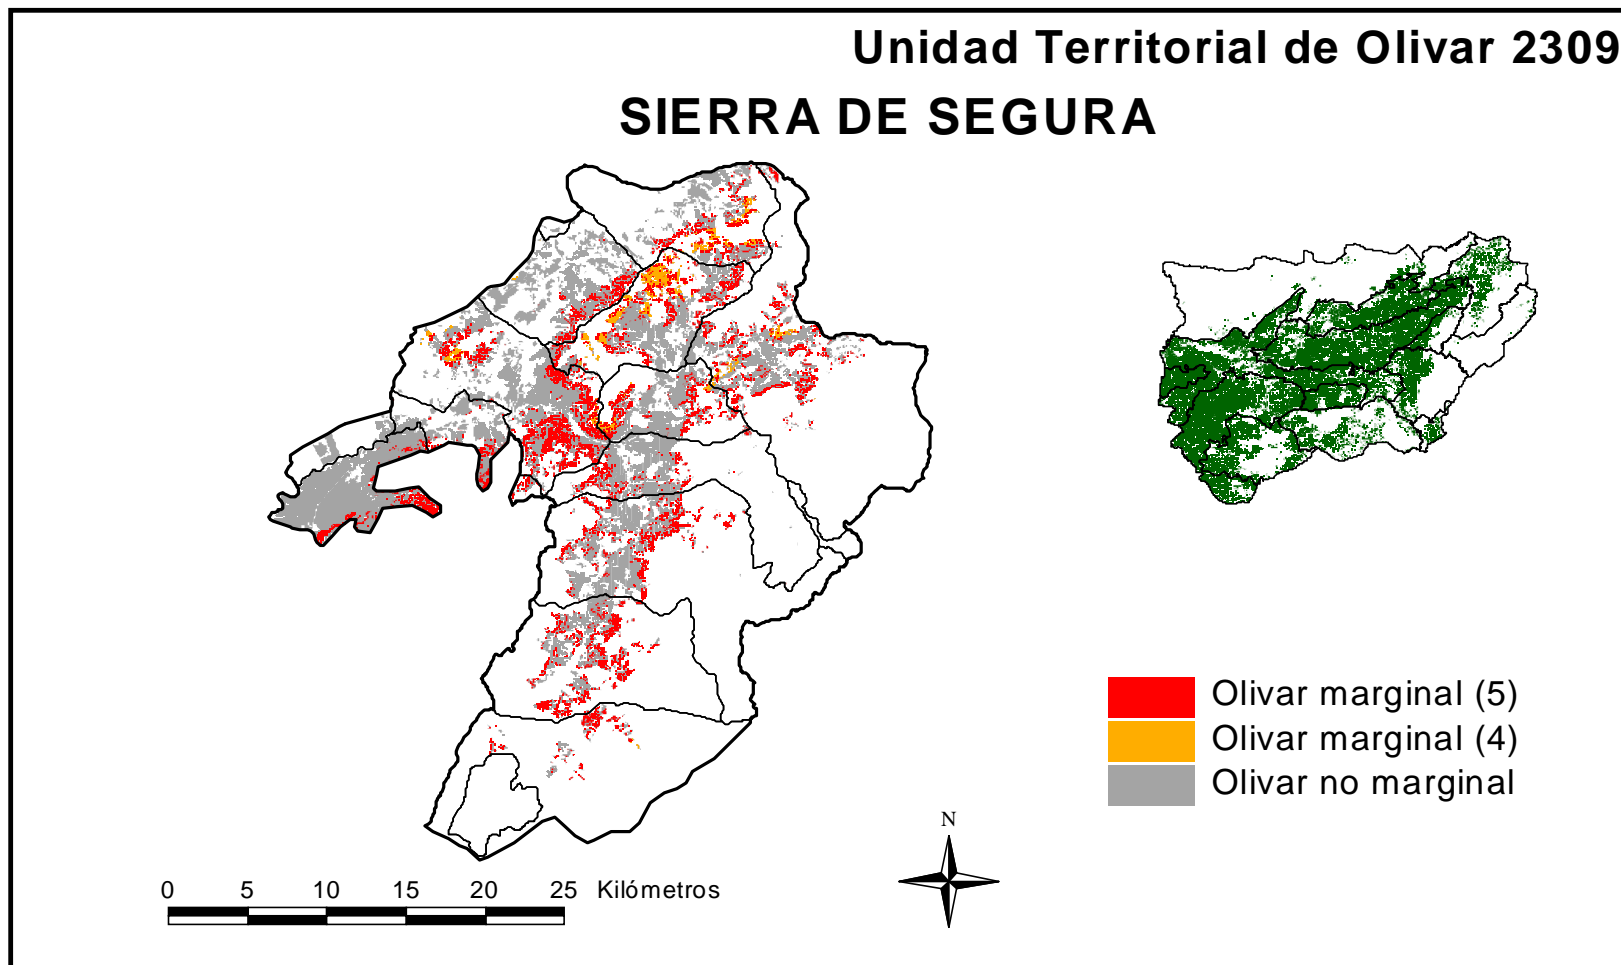 Unidad Territorial de Olivar 2309
SIERRA DE SEGURA
Olivar marginal (5)
Olivar marginal (4)
Olivar no marginal
N
0 5 10 15 20 25 Kilómetros